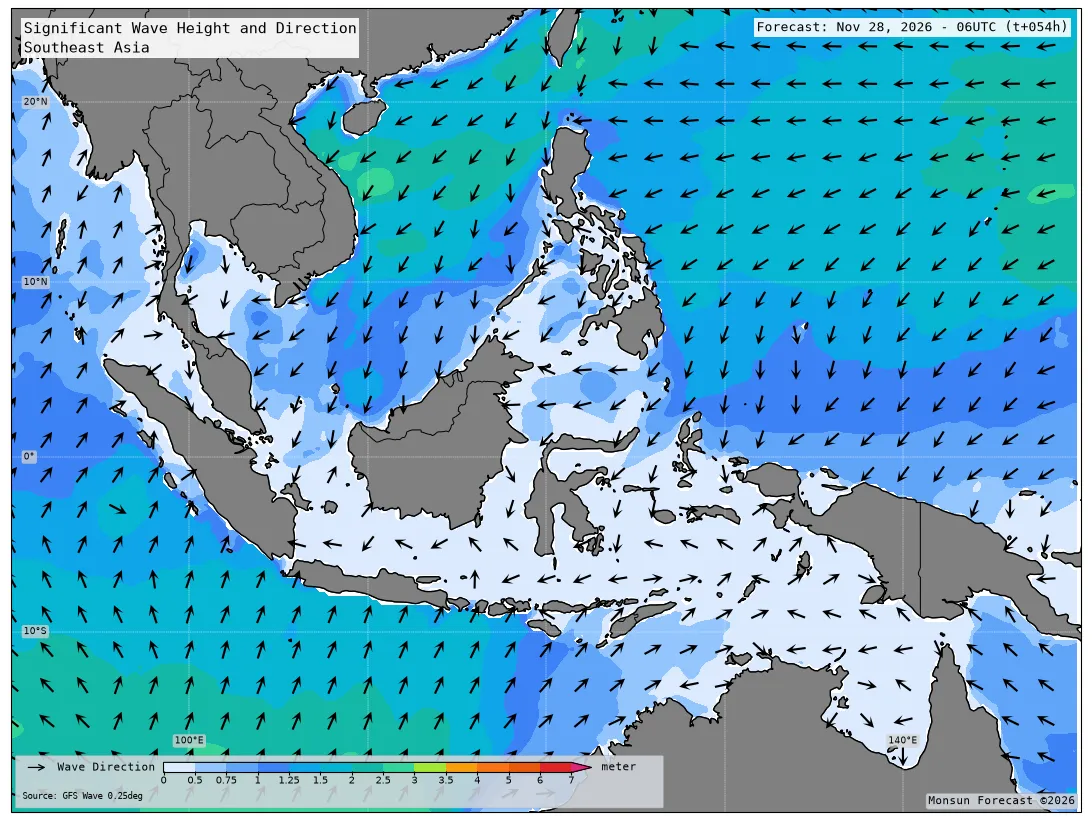 Significant Wave Height and Direction
Southeast Asia
Forecast: Nov 28, 2026 - 06UTC (t+054h)
20°N
10°N
0°
10°S
100°E
140°E
Wave Direction
0 0.5 0.75 1 1.25 1.5 2 2.5 3 3.5 4 5 6 7
meter
Source: GFS Wave 0.25deg
Monsun Forecast ©2026